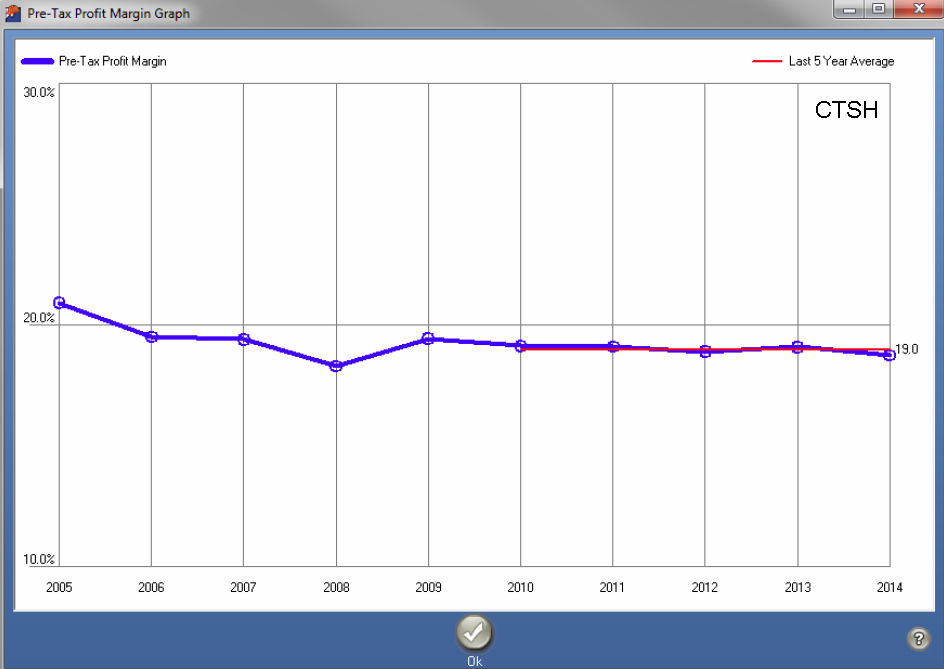 Pre-Tax Profit Margin Graph
Pre-Tax Profit Margin
Last 5 Year Average
30.0%
CTSH
20.0%
19.0
10.0%
2005 2006 2007 2008 2009 2010 2011 2012 2013 2014
Ok
?